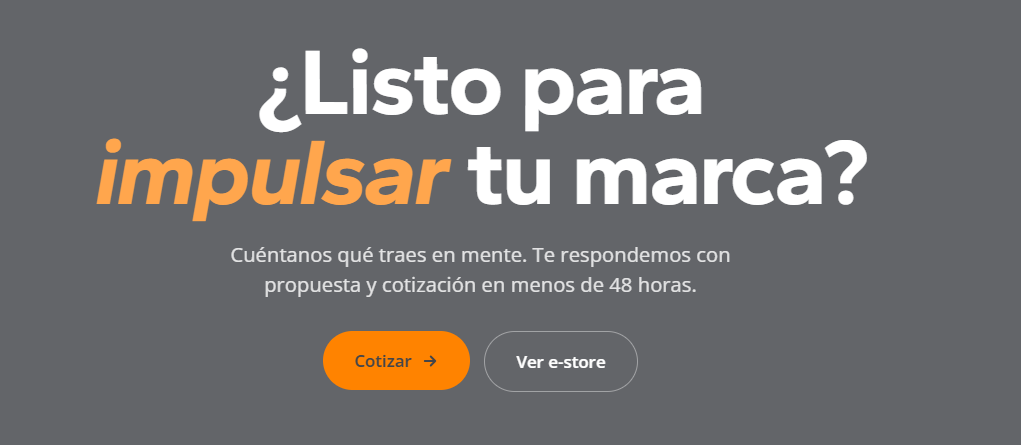 ¿Listo para
impulsar tu marca?
Cuéntanos qué traes en mente. Te respondemos con
propuesta y cotización en menos de 48 horas.
Cotizar →
Ver e-store